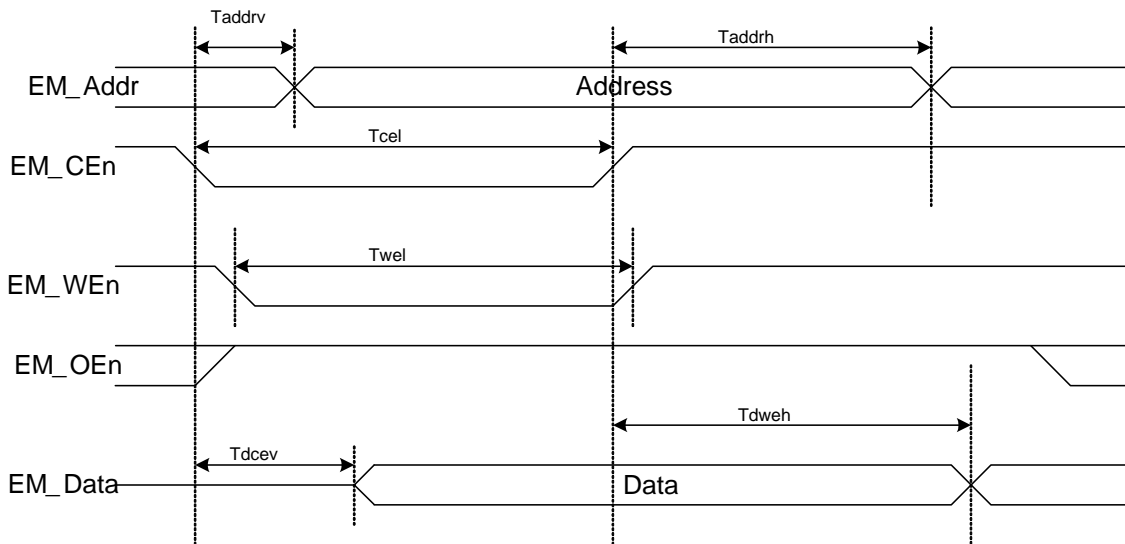 Taddrv
Taddrh
EM_Addr
Address
Tcel
EM_CEn
Twel
EM_WEn
EM_OEn
Tdweh
Tdcev
EM_Data
Data